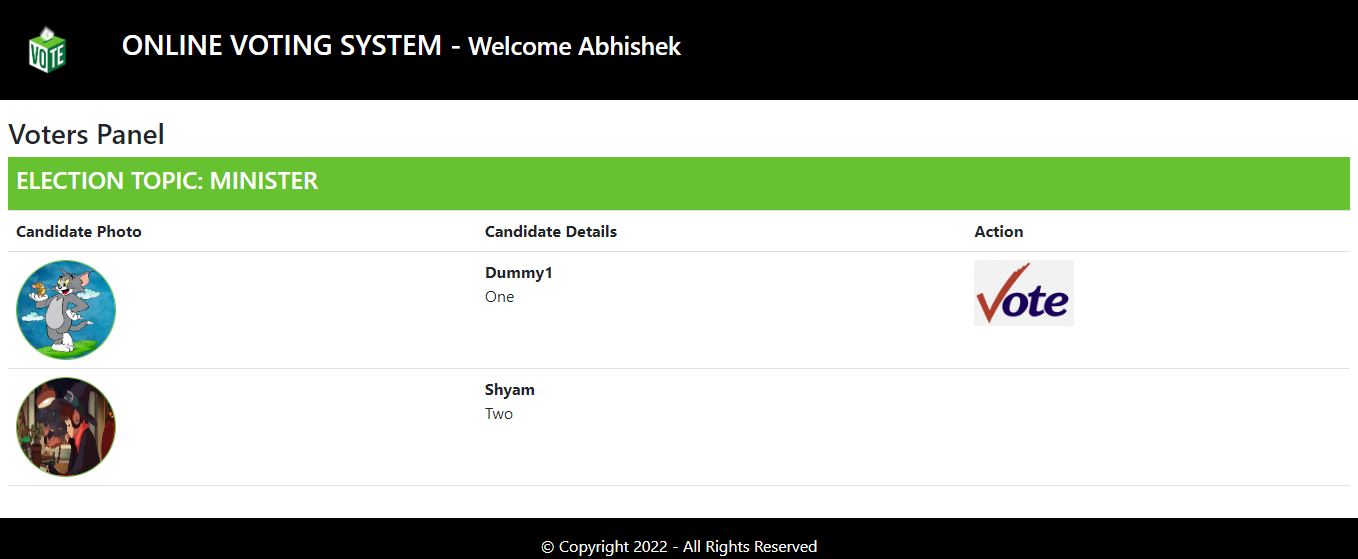 VOTE
ONLINE VOTING SYSTEM - Welcome Abhishek
Voters Panel
ELECTION TOPIC: MINISTER
Candidate Photo Candidate Details Action
Dummy1
One
Vote
Shyam
Two
© Copyright 2022 - All Rights Reserved